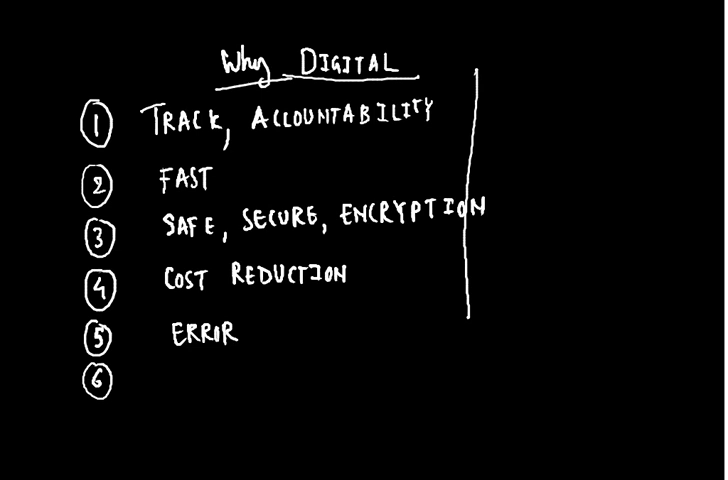 Why DIGITAL
1 TRACK, ACCOUNTABILITY
2 FAST
3 SAFE, SECURE, ENCRYPTION
4 COST REDUCTION
5 ERROR
6